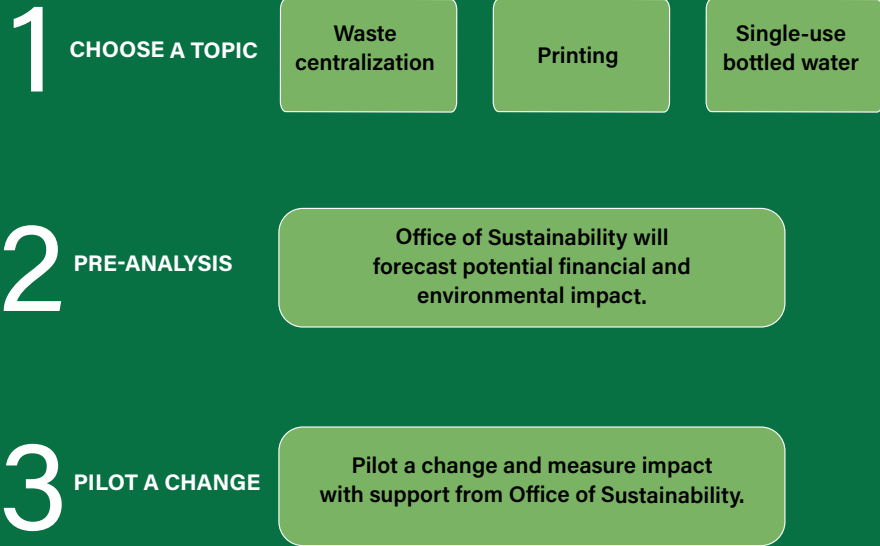 1
CHOOSE A TOPIC
Waste
centralization
Printing
Single-use
bottled water
2
PRE-ANALYSIS
Office of Sustainability will
forecast potential financial and
environmental impact.
3
PILOT A CHANGE
Pilot a change and measure impact
with support from Office of Sustainability.